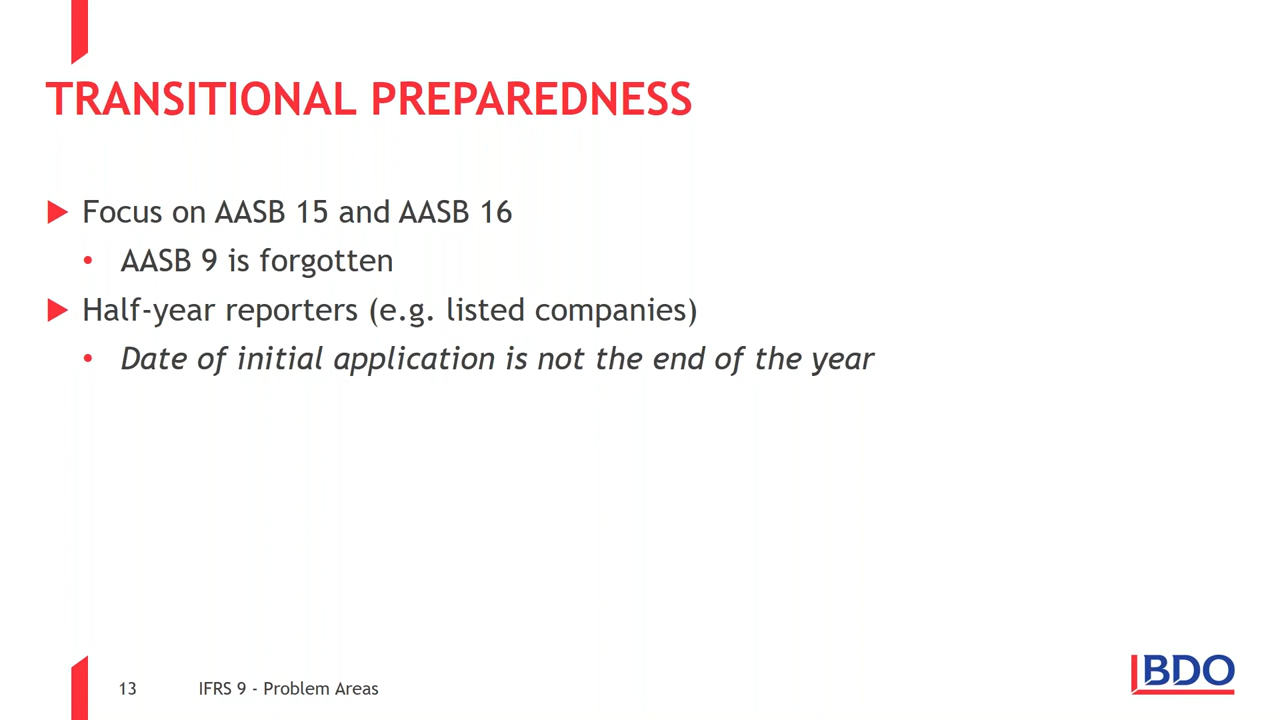 TRANSITIONAL PREPAREDNESS
Focus on AASB 15 and AASB 16
AASB 9 is forgotten
Half-year reporters (e.g. listed companies)
Date of initial application is not the end of the year
13 IFRS 9 - Problem Areas
BDO